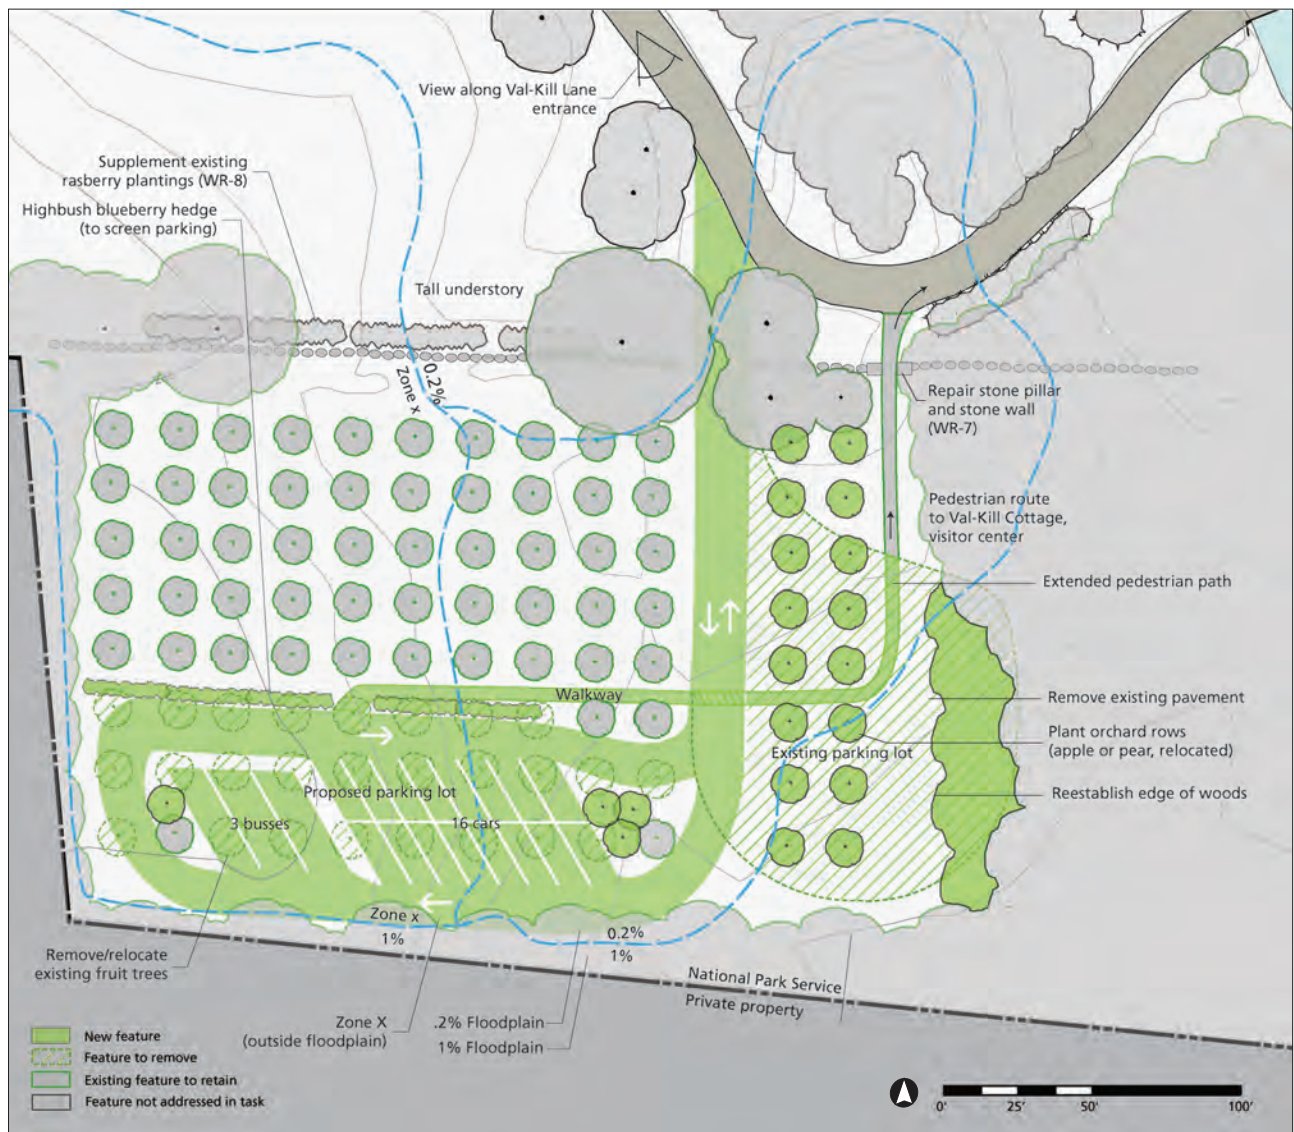 View along Val-Kill Lane
entrance
Supplement existing
rasberry plantings (WR-8)
Highbush blueberry hedge
(to screen parking)
Tall understory
0.2%
Zone x
Repair stone pillar
and stone wall
(WR-7)
Pedestrian route
to Val-Kill Cottage,
visitor center
Extended pedestrian path
Walkway
Remove existing pavement
Plant orchard rows
(apple or pear, relocated)
Existing parking lot
Reestablish edge of woods
Proposed parking lot
3 busses
16 cars
Zone x
1%
0.2%
1%
Remove/relocate
existing fruit trees
National Park Service
Private property
Zone X
(outside floodplain)
.2% Floodplain
1% Floodplain
New feature
Feature to remove
Existing feature to retain
Feature not addressed in task
0'
25'
50'
100'